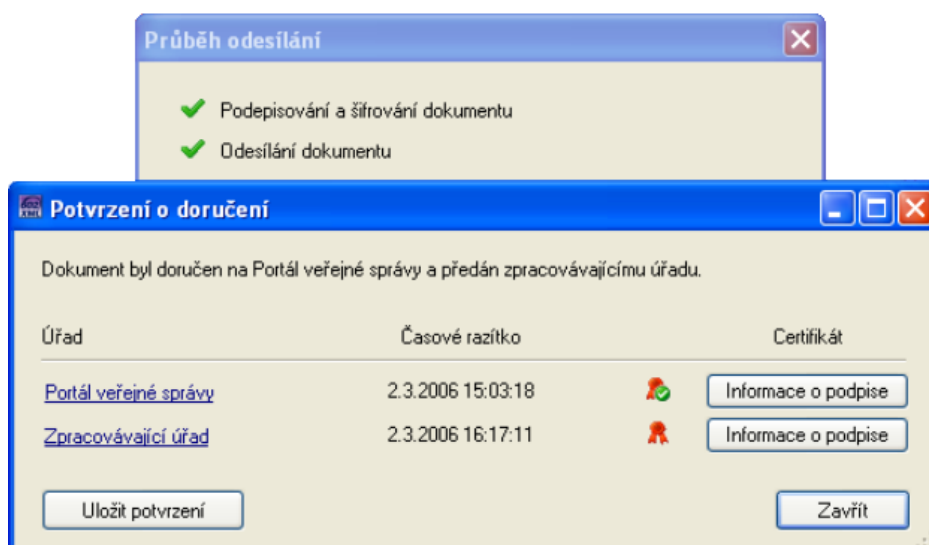 Průběh odesílání
Podepisování a šifrování dokumentu
Odesílání dokumentu
602 XML
Potvrzení o doručení
Dokument byl doručen na Portál veřejné správy a předán zpracovávajícímu úřadu.
Úřad Časové razítko Certifikát
Portál veřejné správy 2.3.2006 15:03:18 Informace o podpise
Zpracovávající úřad 2.3.2006 16:17:11 Informace o podpise
Uložit potvrzení Zavřít